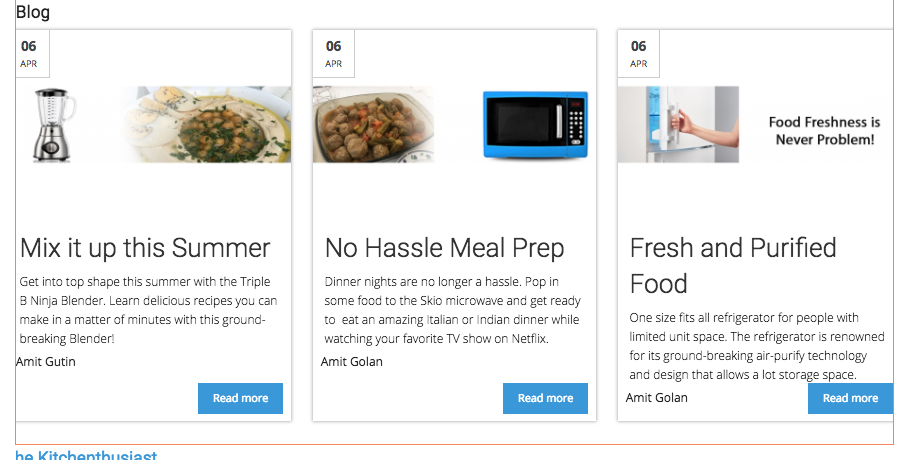 Blog
06
APR
Mix it up this Summer
Get into top shape this summer with the Triple
B Ninja Blender. Learn delicious recipes you can
make in a matter of minutes with this ground-
breaking Blender!
Amit Gutin
Read more
06
APR
No Hassle Meal Prep
Dinner nights are no longer a hassle. Pop in
some food to the Skio microwave and get ready
to  eat an amazing Italian or Indian dinner while
watching your favorite TV show on Netflix.
Amit Golan
Read more
06
APR
Food Freshness is
Never Problem!
Fresh and Purified
Food
One size fits all refrigerator for people with
limited unit space. The refrigerator is renowned
for its ground-breaking air-purify technology
and design that allows a lot storage space.
Amit Golan
Read more
he Kitchenthusiast